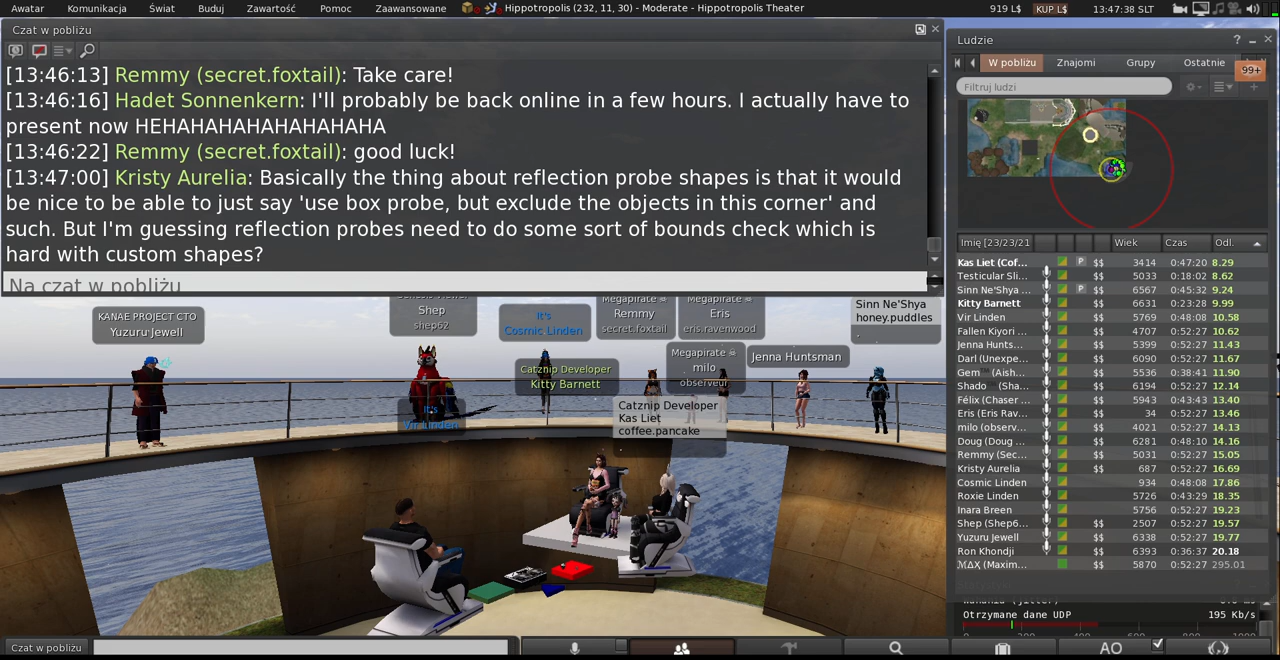 Awatar Komunikacja Świat Buduj Zawartość Pomoc Zaawansowane Hippotropolis (232, 11, 30) - Moderate - Hippotropolis Theater 919 L$ KUP L$ 13:47:38 SLT
Czat w pobliżu
[13:46:13] Remmy (secret.foxtail): Take care!
[13:46:16] Hadet Sonnenkern: I'll probably be back online in a few hours. I actually have to
present now HEHAHAHAHAHAHAHAHA
[13:46:22] Remmy (secret.foxtail): good luck!
[13:47:00] Kristy Aurelia: Basically the thing about reflection probe shapes is that it would
be nice to be able to just say 'use box probe, but exclude the objects in this corner' and
such. But I'm guessing reflection probes need to do some sort of bounds check which is
hard with custom shapes?
Na czat w pobliżu
KANAE PROJECT CTO
Yuzuru Jewell
Shep
shep62
It's
Cosmic Linden
Megapirate ☠
Remmy
secret.foxtail
Megapirate ☠
Eris
eris.ravenwood
Sinn Ne'Shya
honey.puddles
Megapirate ☠
milo
observeur
Jenna Huntsman
Catznip Developer
Kitty Barnett
It's
Vir Linden
Catznip Developer
Kas Liet
coffee.pancake
Ludzie
W pobliżu Znajomi Grupy Ostatnie 99+
Filtruj ludzi
Imię [23/23/21 Wiek Czas Odl.
Kas Liet (Cof... P $$ 3414 0:47:20 8.29
Testicular Sli... $$ 5033 0:18:02 8.62
Sinn Ne'Shya P $$ 6567 0:45:32 9.24
Kitty Barnett $$ 6631 0:23:28 9.99
Vir Linden $$ 5769 0:48:08 10.58
Fallen Kiyori ... $$ 4707 0:52:27 10.62
Jenna Hunts... $$ 5399 0:52:27 11.43
Darl (Unexpe... $$ 6090 0:52:27 11.67
Gem™ (Aish... $$ 5536 0:38:41 11.90
Shado™ (Sha... $$ 6194 0:52:27 12.14
Félix (Chaser ... $$ 5943 0:43:43 13.40
Eris (Eris Rav... $$ 34 0:52:27 13.46
milo (observ... $$ 4021 0:52:27 14.13
Doug (Doug ... $$ 6281 0:48:10 14.16
Remmy (Sec... $$ 5031 0:52:27 15.05
Kristy Aurelia $$ 687 0:52:27 16.69
Cosmic Linden 934 0:48:08 17.86
Roxie Linden 5726 0:43:29 18.35
Inara Breen 5756 0:52:27 19.23
Shep (Shep6... $$ 2507 0:52:27 19.57
Yuzuru Jewell $$ 6338 0:52:27 19.77
Ron Khondji $$ 6393 0:36:37 20.18
MAX (Maxim... $$ 5870 0:52:27 295.01
Otrzymane dane UDP 195 Kb/s
Czat w pobliżu AO